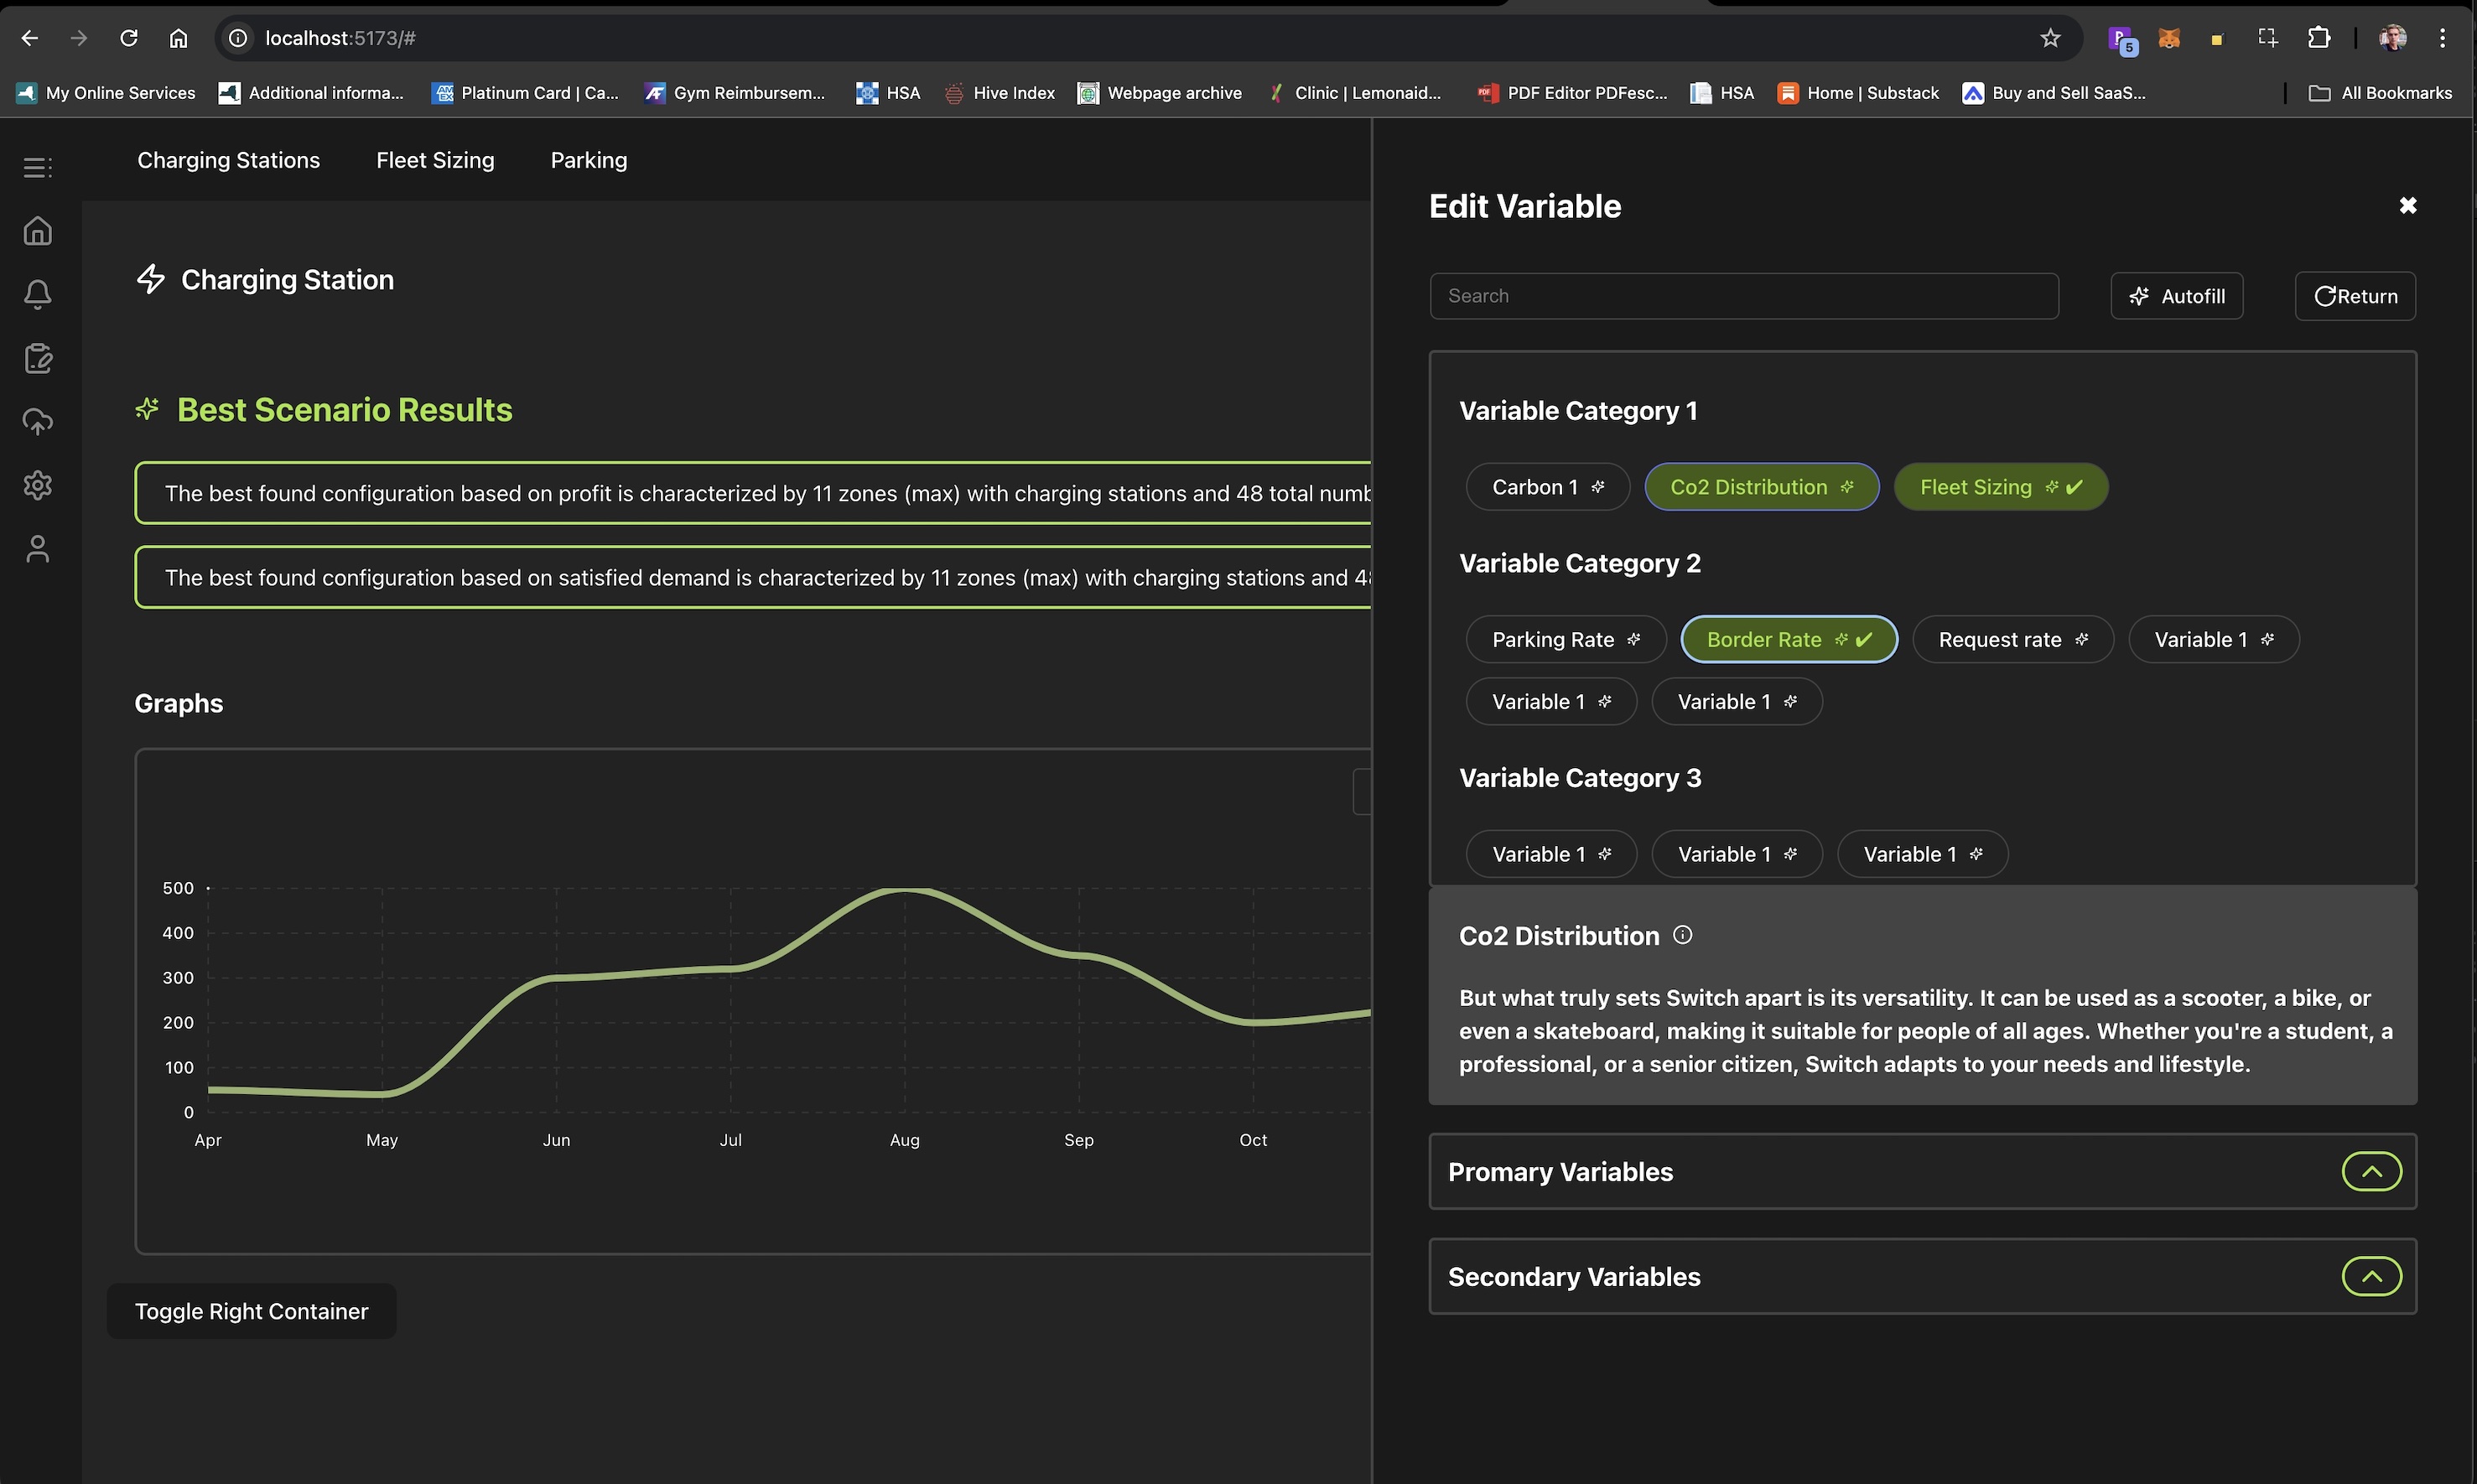 localhost:5173/#
5
My Online Services
Additional informa...
Platinum Card | Ca...
Gym Reimbursem...
HSA
Hive Index
Webpage archive
Clinic | Lemonaid...
PDF Editor PDFesc...
HSA
Home | Substack
Buy and Sell SaaS...
All Bookmarks
Charging Stations
Fleet Sizing
Parking
Charging Station
Best Scenario Results
The best found configuration based on profit is characterized by 11 zones (max) with charging stations and 48 total
The best found configuration based on satisfied demand is characterized by 11 zones (max) with charging stations and
Graphs
500
400
300
200
100
0
Apr
May
Jun
Jul
Aug
Sep
Oct
Toggle Right Container
Edit Variable
Search
Autofill
Return
Variable Category 1
Carbon 1
Co2 Distribution
Fleet Sizing
Variable Category 2
Parking Rate
Border Rate
Request rate
Variable 1
Variable 1
Variable 1
Variable Category 3
Variable 1
Variable 1
Variable 1
Co2 Distribution
But what truly sets Switch apart is its versatility. It can be used as a scooter, a bike, or
even a skateboard, making it suitable for people of all ages. Whether you're a student, a
professional, or a senior citizen, Switch adapts to your needs and lifestyle.
Promary Variables
Secondary Variables